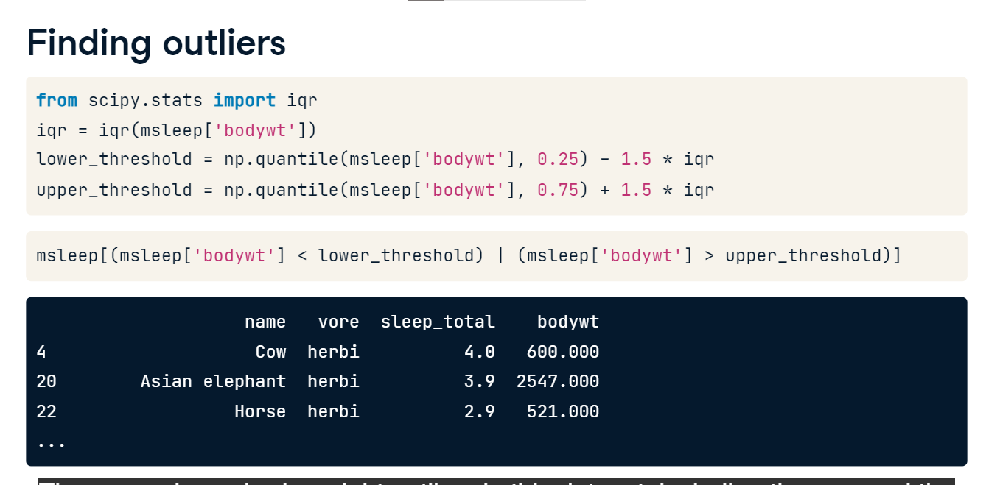 Finding outliers
from scipy.stats import iqr
iqr = iqr(msleep['bodywt'])
lower_threshold = np.quantile(msleep['bodywt'], 0.25) - 1.5 * iqr
upper_threshold = np.quantile(msleep['bodywt'], 0.75) + 1.5 * iqr
msleep[(msleep['bodywt'] < lower_threshold) | (msleep['bodywt'] > upper_threshold)]
name vore sleep_total bodywt
4 Cow herbi 4.0 600.000
20 Asian elephant herbi 3.9 2547.000
22 Horse herbi 2.9 521.000
...